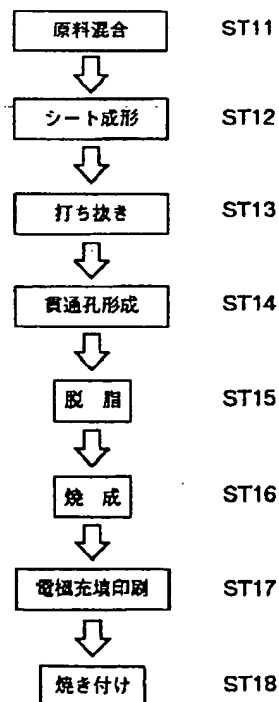 原料混合 ST11
シート成形 ST12
打ち抜き ST13
貫通孔形成 ST14
脱 脂 ST15
焼 成 ST16
電極充填印刷 ST17
焼き付け ST18